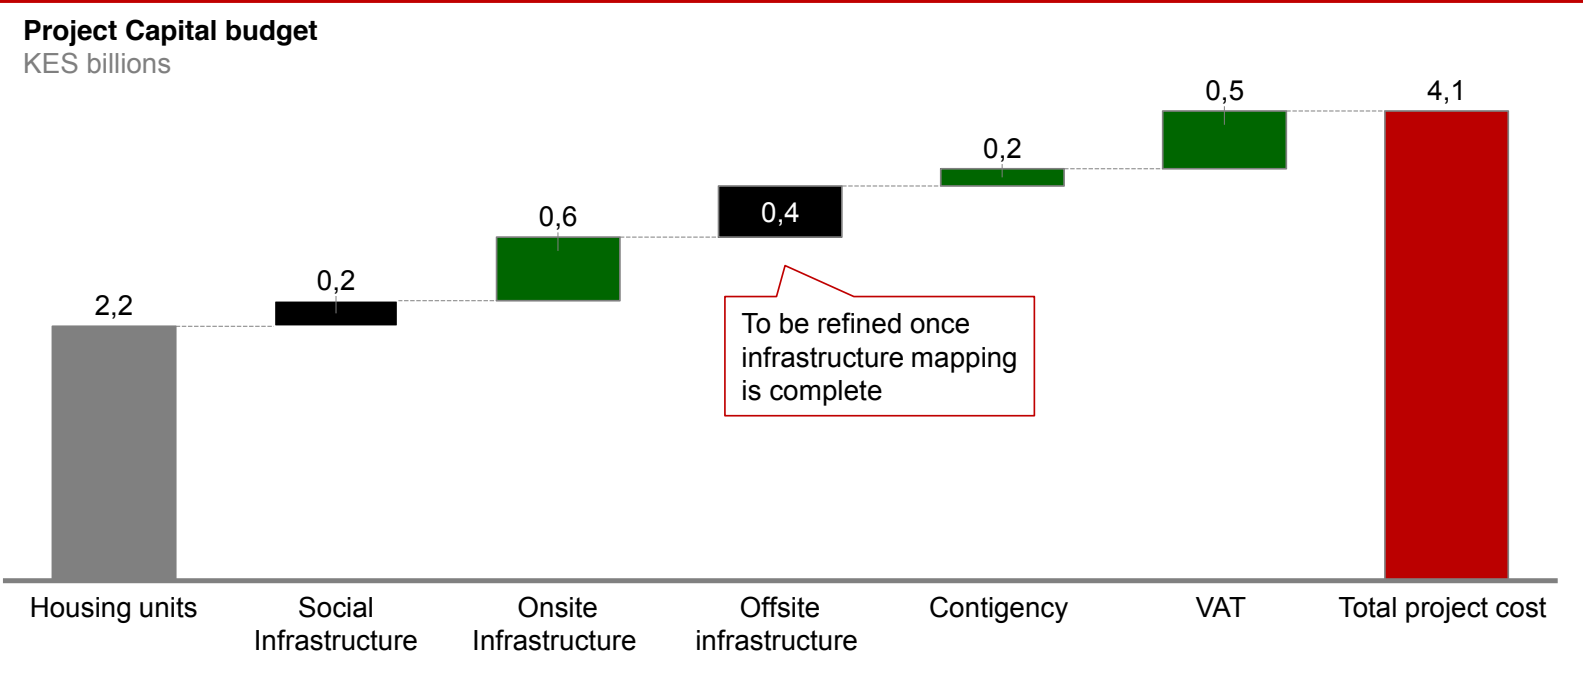 Project Capital budget
KES billions
2,2
0,2
0,6
0,4
0,2
0,5
4,1
To be refined once
infrastructure mapping
is complete
Housing units
Social
Infrastructure
Onsite
Infrastructure
Offsite
infrastructure
Contigency
VAT
Total project cost